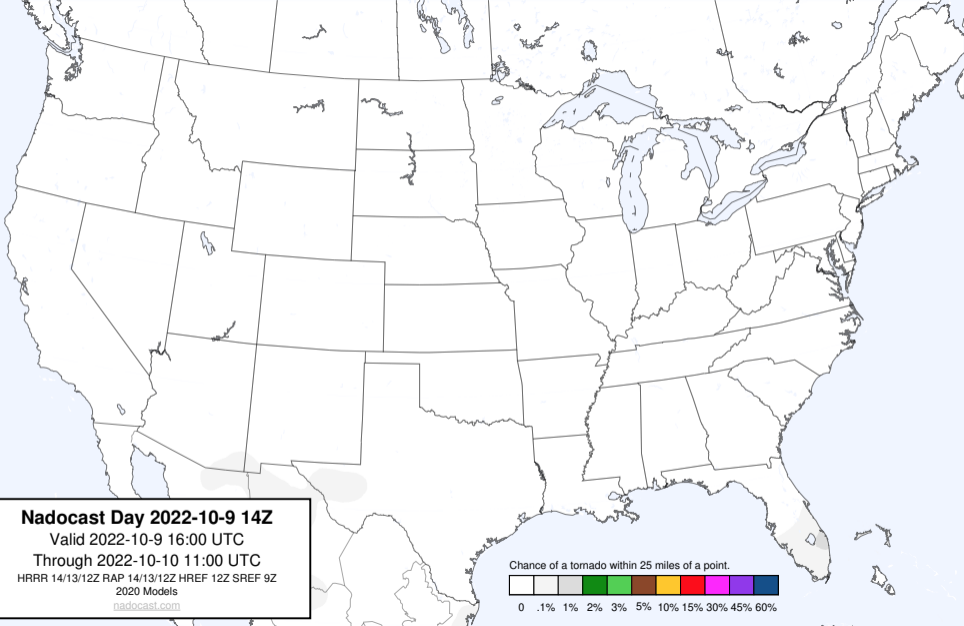 Nadocast Day 2022-10-9 14Z
Valid 2022-10-9 16:00 UTC
Through 2022-10-10 11:00 UTC
HRRR 14/13/12Z RAP 14/13/12Z HREF 12Z SREF 9Z
2020 Models
nadocast.com
Chance of a tornado within 25 miles of a point.
0 .1% 1% 2% 3% 5% 10% 15% 30% 45% 60%